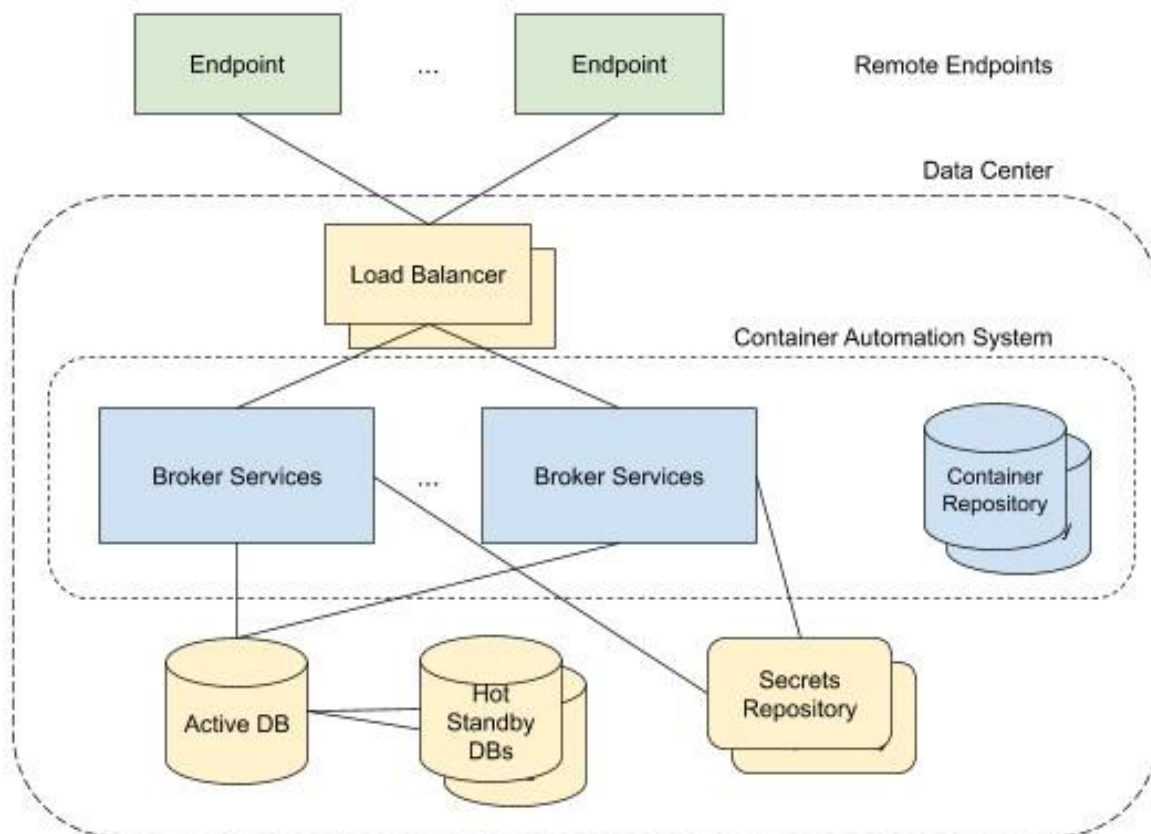 Endpoint
...
Endpoint
Remote Endpoints
Data Center
Load Balancer
Container Automation System
Broker Services
...
Broker Services
Container
Repository
Active DB
Hot
Standby
DBs
Secrets
Repository